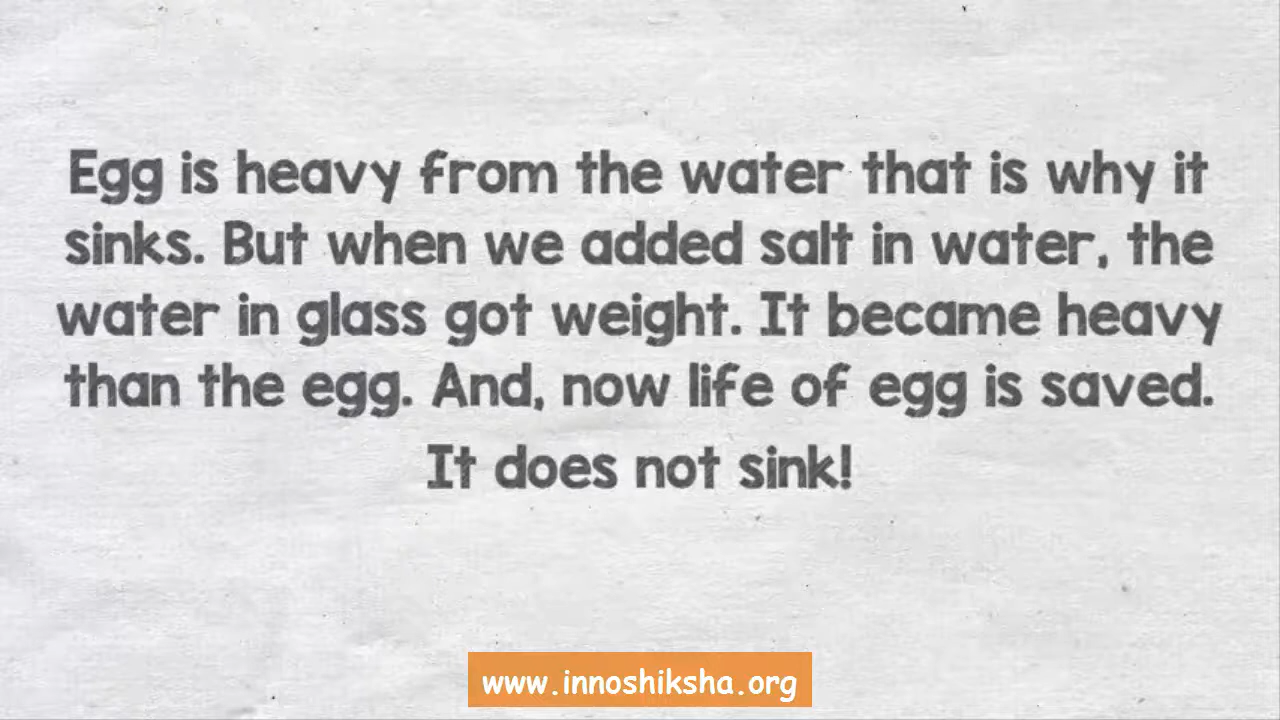 Egg is heavy from the water that is why it
sinks. But when we added salt in water, the
water in glass got weight. It became heavy
than the egg. And, now life of egg is saved.
It does not sink!
www.innoshiksha.org